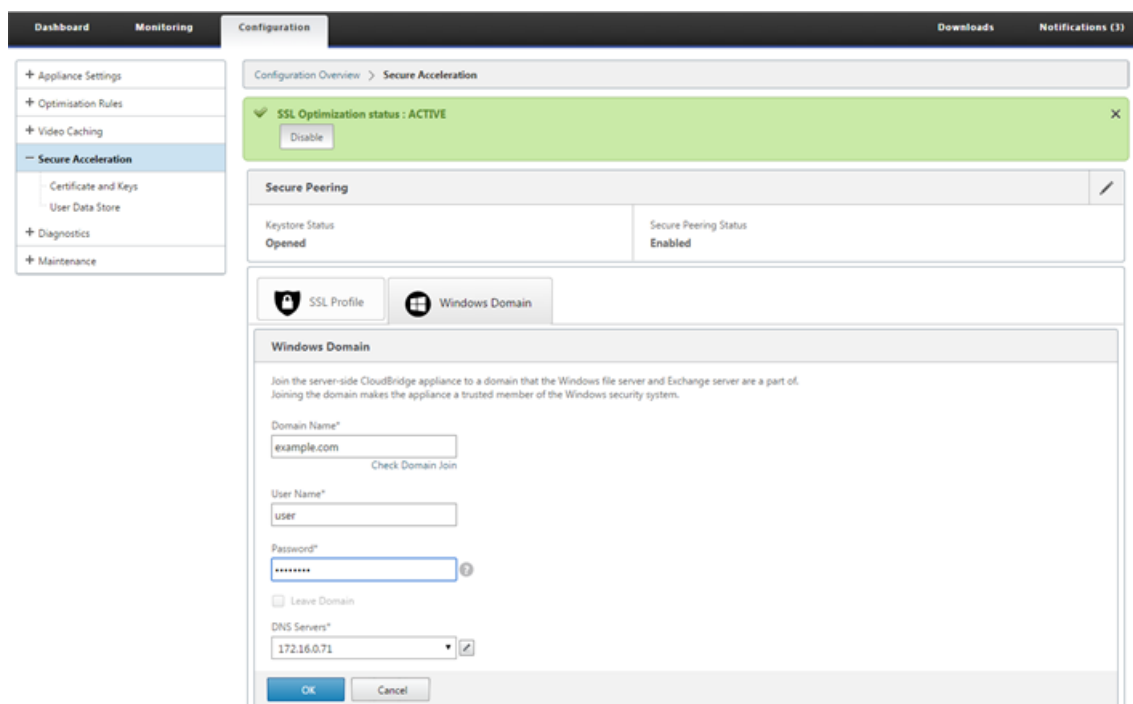 Dashboard Monitoring Configuration Downloads Notifications (3)
+ Appliance Settings
+ Optimisation Rules
+ Video Caching
− Secure Acceleration
Certificate and Keys
User Data Store
+ Diagnostics
+ Maintenance
Configuration Overview > Secure Acceleration
SSL Optimization status : ACTIVE
Disable
Secure Peering
Keystore Status Secure Peering Status
Opened Enabled
SSL Profile Windows Domain
Windows Domain
Join the server-side CloudBridge appliance to a domain that the Windows file server and Exchange server are a part of.
Joining the domain makes the appliance a trusted member of the Windows security system.
Domain Name*
example.com
Check Domain Join
User Name*
user
Password*
••••••••
Leave Domain
DNS Servers*
172.16.0.71
OK Cancel